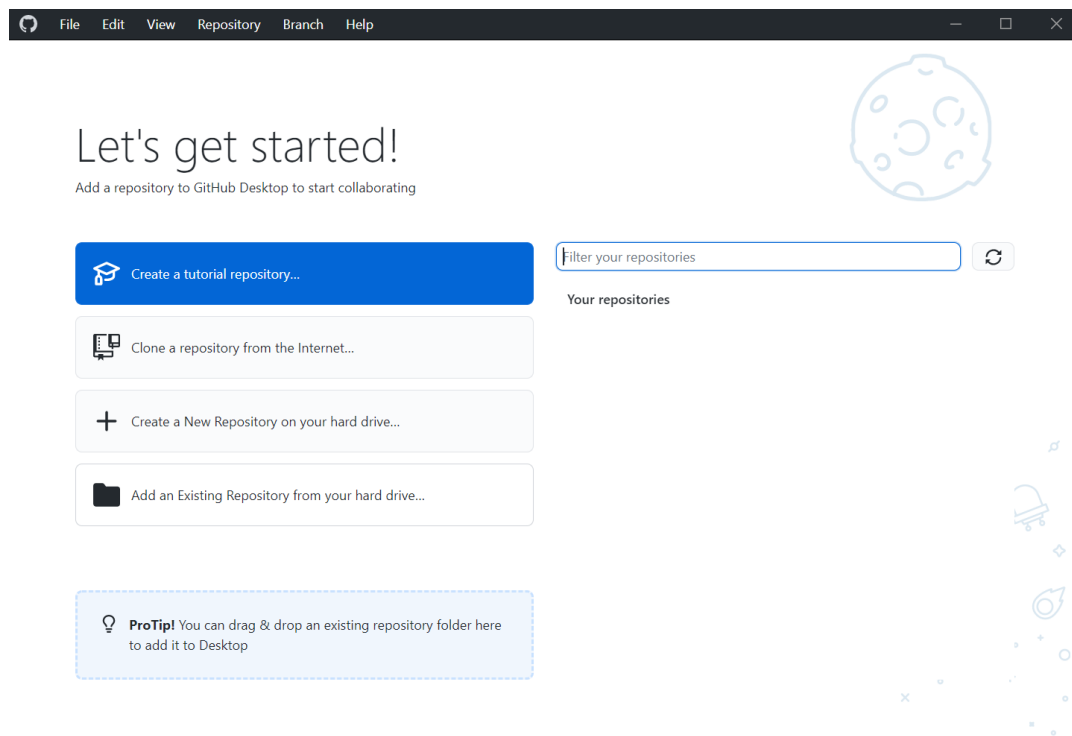 File Edit View Repository Branch Help
Let's get started!
Add a repository to GitHub Desktop to start collaborating
Create a tutorial repository...
Clone a repository from the Internet...
Create a New Repository on your hard drive...
Add an Existing Repository from your hard drive...
ProTip! You can drag & drop an existing repository folder here
to add it to Desktop
Filter your repositories
Your repositories